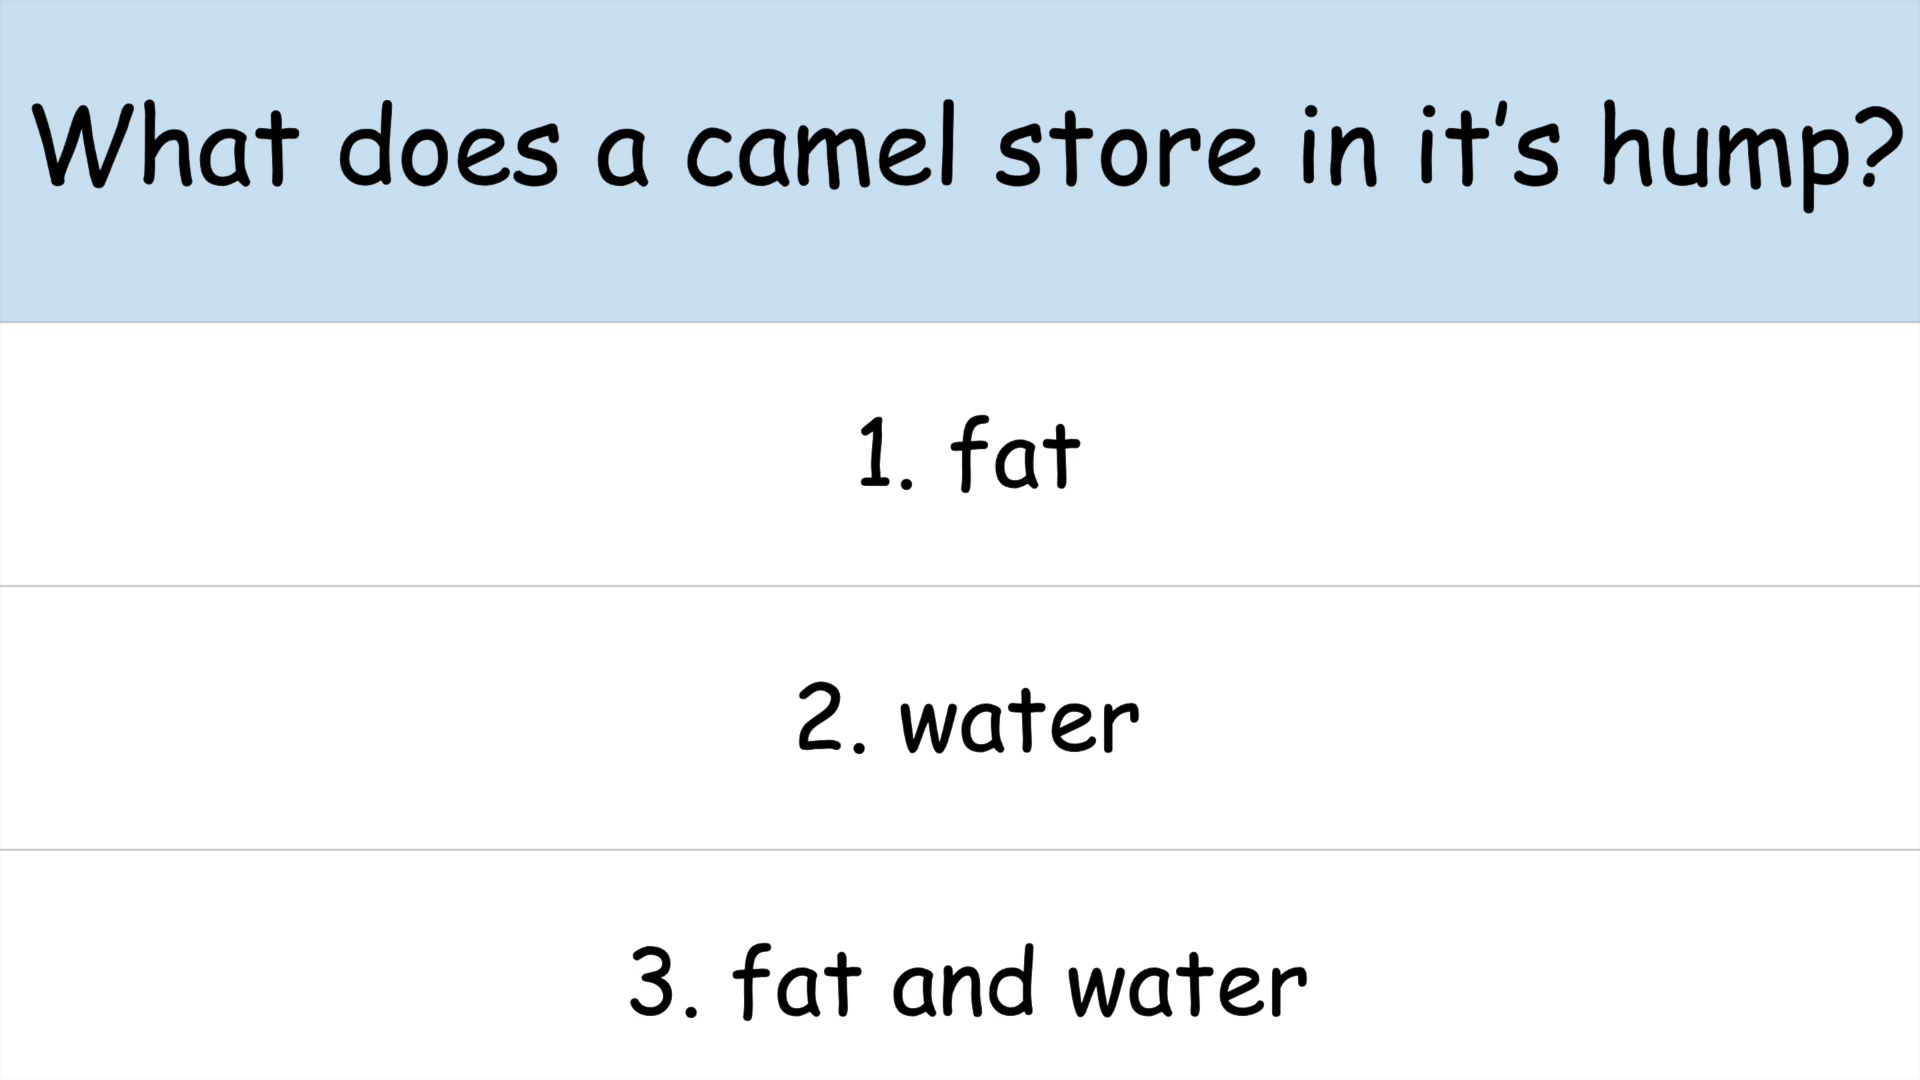 What does a camel store in it’s hump?
1. fat
2. water
3. fat and water